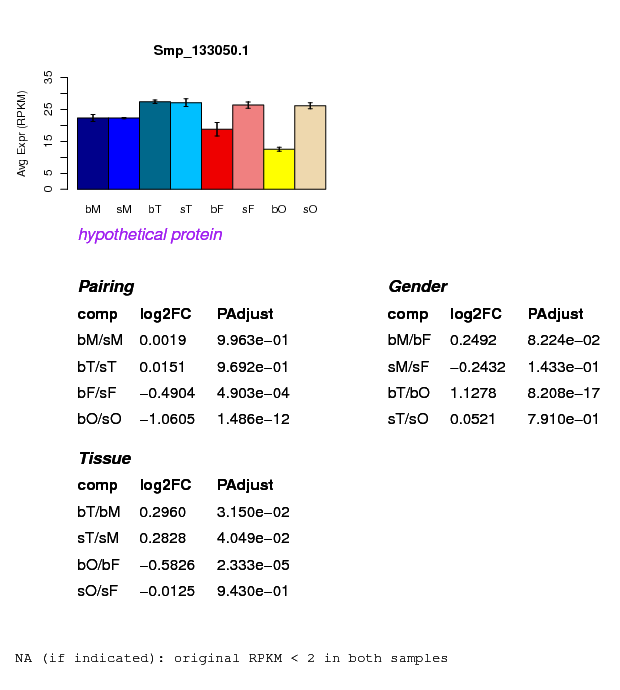 Smp_133050.1
Avg Expr (RPKM)
0 5 15 25 35
bM sM bT sT bF sF bO sO
hypothetical protein
Pairing
comp log2FC PAdjust
bM/sM 0.0019 9.963e−01
bT/sT 0.0151 9.692e−01
bF/sF −0.4904 4.903e−04
bO/sO −1.0605 1.486e−12
Gender
comp log2FC PAdjust
bM/bF 0.2492 8.224e−02
sM/sF −0.2432 1.433e−01
bT/bO 1.1278 8.208e−17
sT/sO 0.0521 7.910e−01
Tissue
comp log2FC PAdjust
bT/bM 0.2960 3.150e−02
sT/sM 0.2828 4.049e−02
bO/bF −0.5826 2.333e−05
sO/sF −0.0125 9.430e−01
NA (if indicated): original RPKM < 2 in both samples